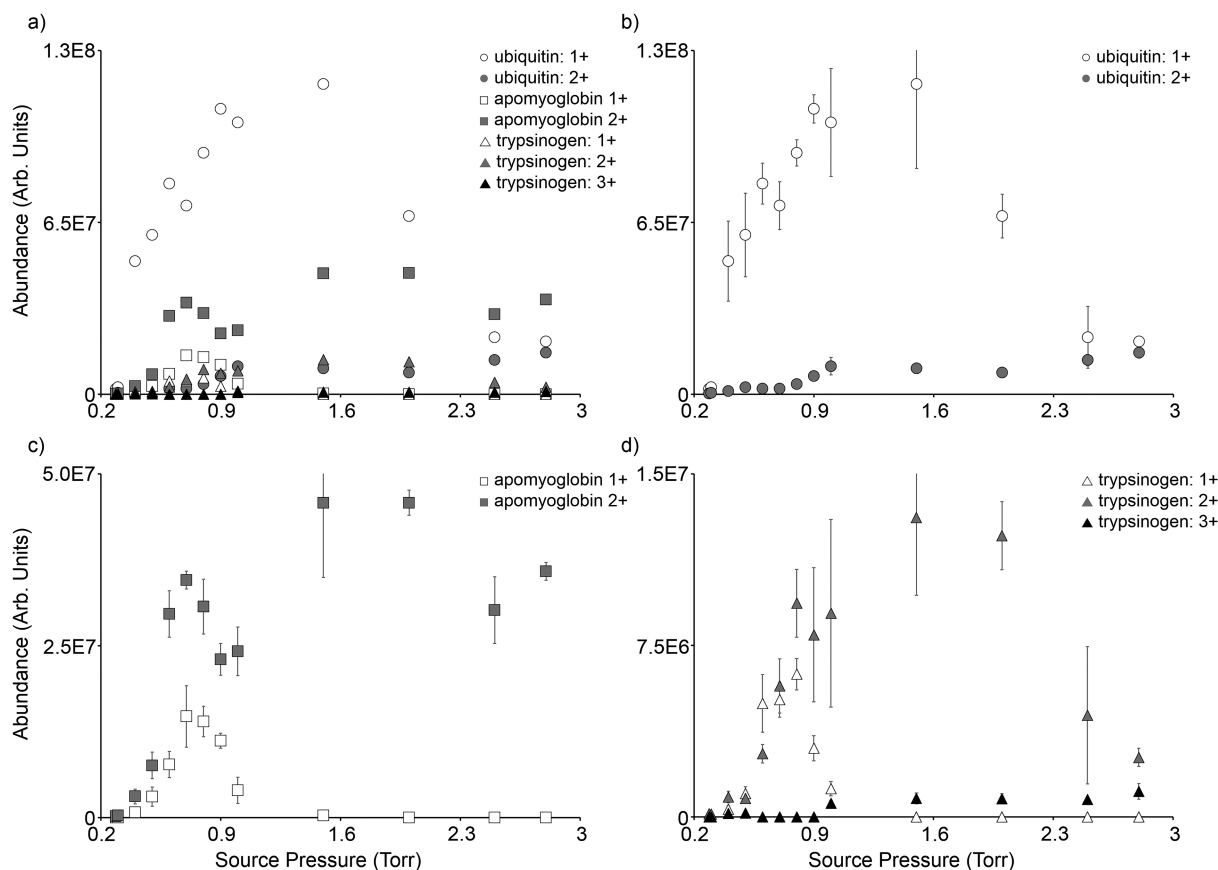 a)
Abundance (Arb. Units)
1.3E8
6.5E7
0
0.2 0.9 1.6 2.3 3
ubiquitin: 1+
ubiquitin: 2+
apomyoglobin 1+
apomyoglobin 2+
trypsinogen: 1+
trypsinogen: 2+
trypsinogen: 3+
b)
1.3E8
6.5E7
0
0.2 0.9 1.6 2.3 3
ubiquitin: 1+
ubiquitin: 2+
c)
Abundance (Arb. Units)
5.0E7
2.5E7
0
0.2 0.9 1.6 2.3 3
Source Pressure (Torr)
apomyoglobin 1+
apomyoglobin 2+
d)
1.5E7
7.5E6
0
0.2 0.9 1.6 2.3 3
Source Pressure (Torr)
trypsinogen: 1+
trypsinogen: 2+
trypsinogen: 3+